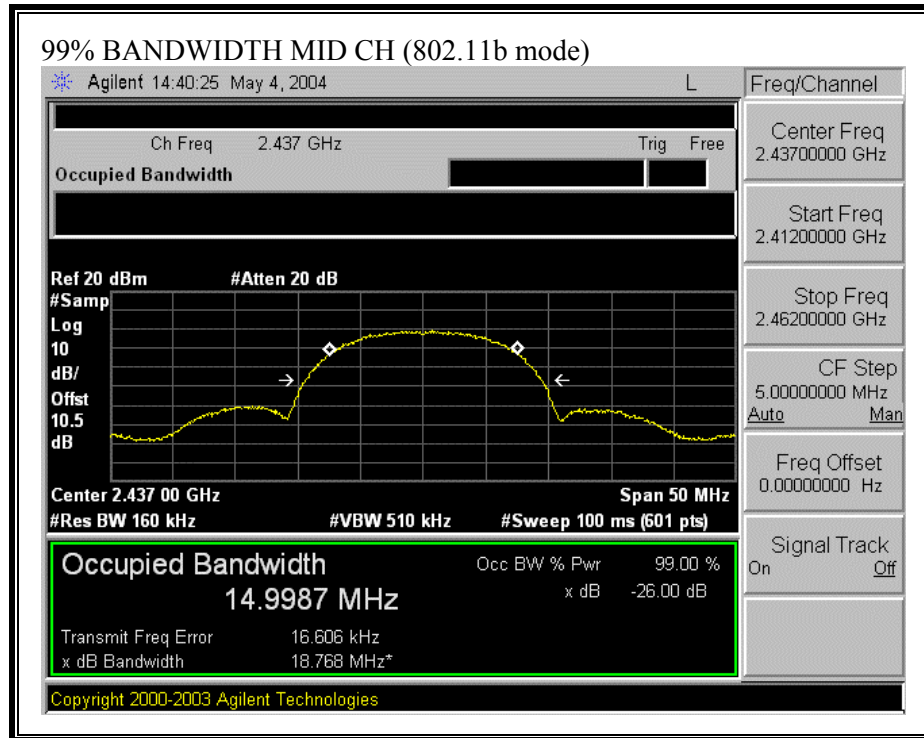 99% BANDWIDTH MID CH (802.11b mode)
Agilent 14:40:25 May 4, 2004 L
Freq/Channel
Ch Freq 2.437 GHz Trig Free
Occupied Bandwidth
Center Freq
2.43700000 GHz
Start Freq
2.41200000 GHz
Stop Freq
2.46200000 GHz
CF Step
5.00000000 MHz
Auto Man
Freq Offset
0.00000000 Hz
Signal Track
On Off
Ref 20 dBm #Atten 20 dB
#Samp
Log
10
dB/
Offst
10.5
dB
Center 2.437 00 GHz Span 50 MHz
#Res BW 160 kHz #VBW 510 kHz #Sweep 100 ms (601 pts)
Occupied Bandwidth Occ BW % Pwr 99.00 %
14.9987 MHz x dB -26.00 dB
Transmit Freq Error 16.606 kHz
x dB Bandwidth 18.768 MHz*
Copyright 2000-2003 Agilent Technologies